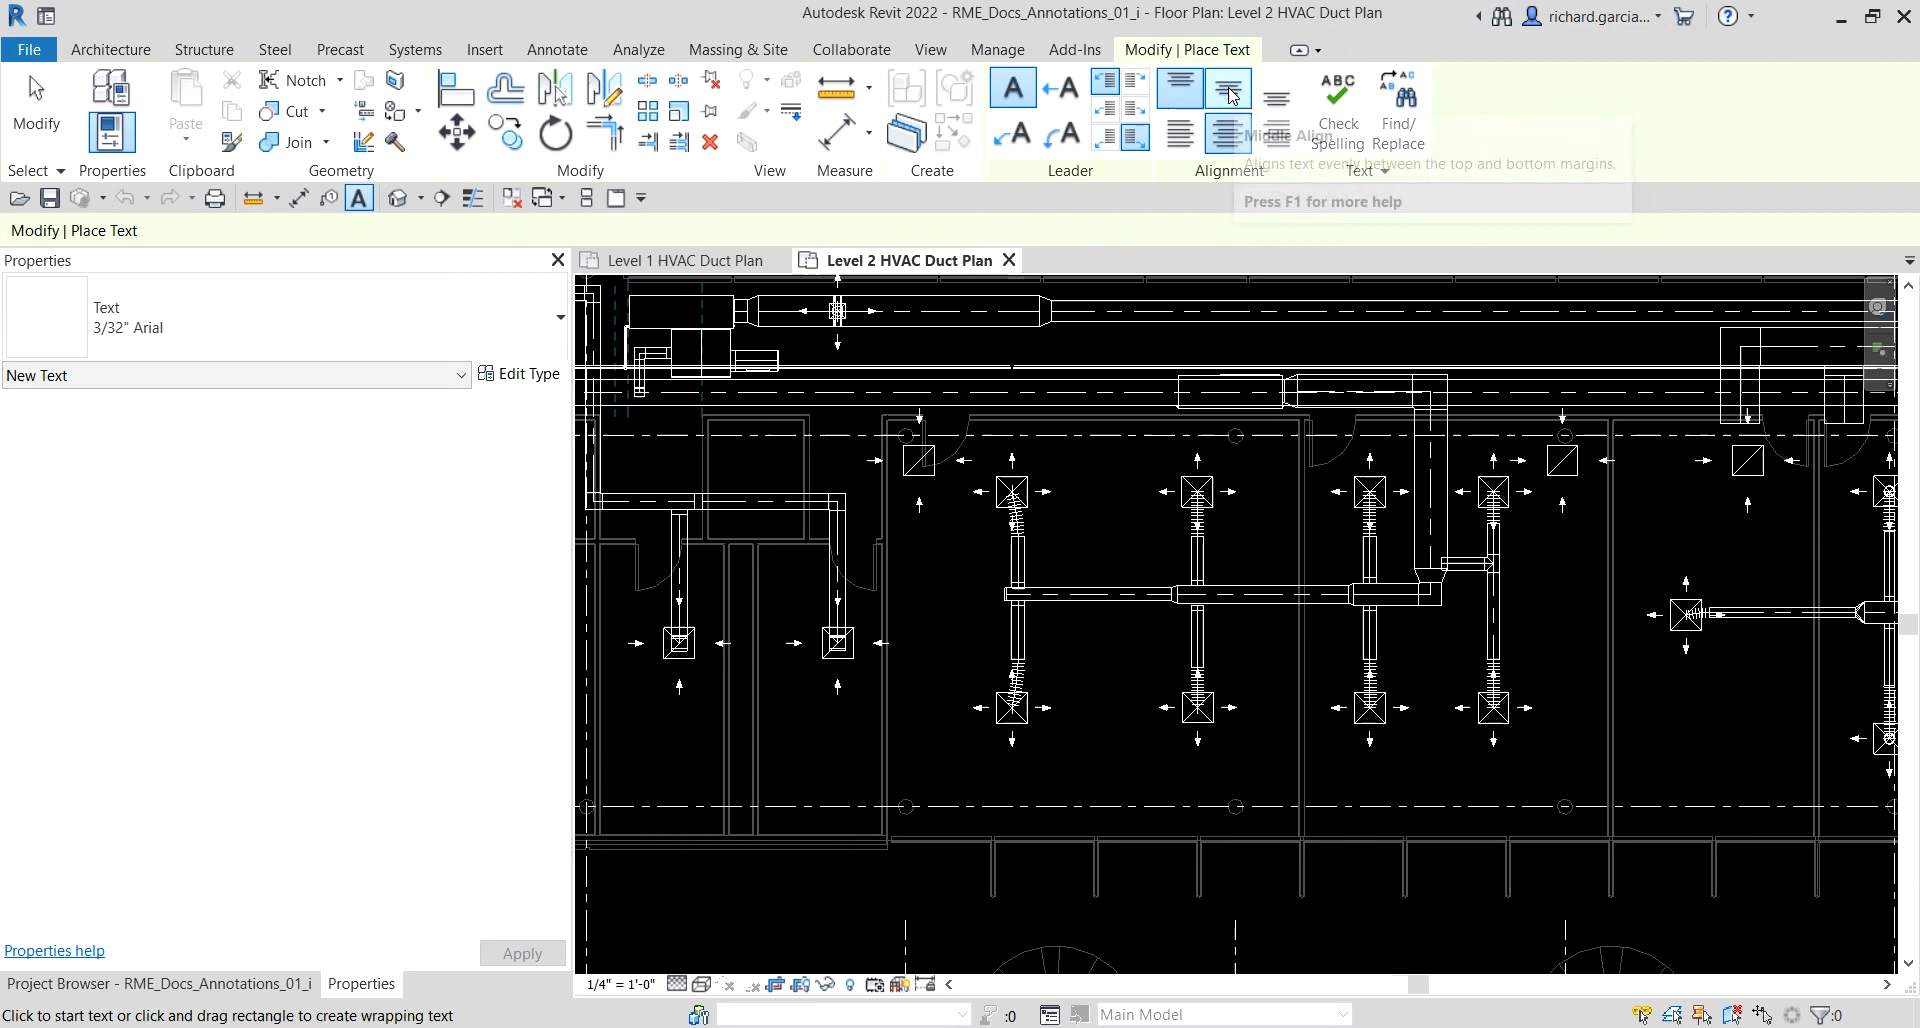 Autodesk Revit 2022 - RME_Docs_Annotations_01_i - Floor Plan: Level 2 HVAC Duct Plan
richard.garcia...
File
Architecture
Structure
Steel
Precast
Systems
Insert
Annotate
Analyze
Massing & Site
Collaborate
View
Manage
Add-Ins
Modify | Place Text
Modify
Paste
Notch
Cut
Join
Check
Spelling
Find/
Replace
Select
Properties
Clipboard
Geometry
Modify
View
Measure
Create
Leader
Alignment
Text
Middle Align
Aligns text evenly between the top and bottom margins.
Press F1 for more help
Modify | Place Text
Properties
Level 1 HVAC Duct Plan
Level 2 HVAC Duct Plan
Text
3/32" Arial
New Text
Edit Type
Properties help
Apply
Project Browser - RME_Docs_Annotations_01_i
Properties
1/4" = 1'-0"
Click to start text or click and drag rectangle to create wrapping text
:0
Main Model
:0